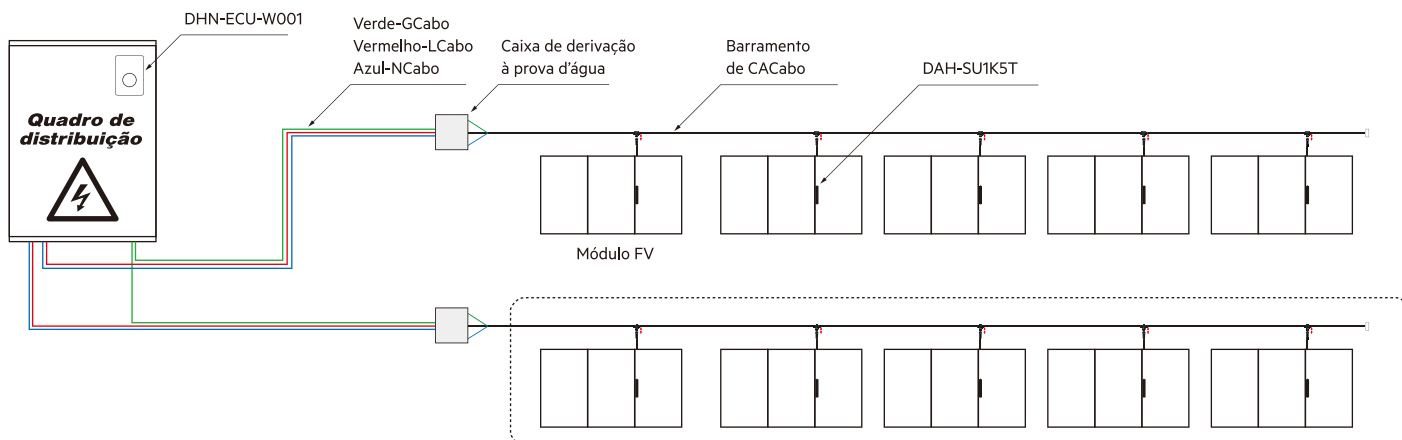 DHN-ECU-W001
Verde-GCabo
Vermelho-LCabo
Azul-NCabo
Caixa de derivação
à prova d'água
Barramento
de CACabo
DAH-SU1K5T
Quadro de
distribuição
Módulo FV